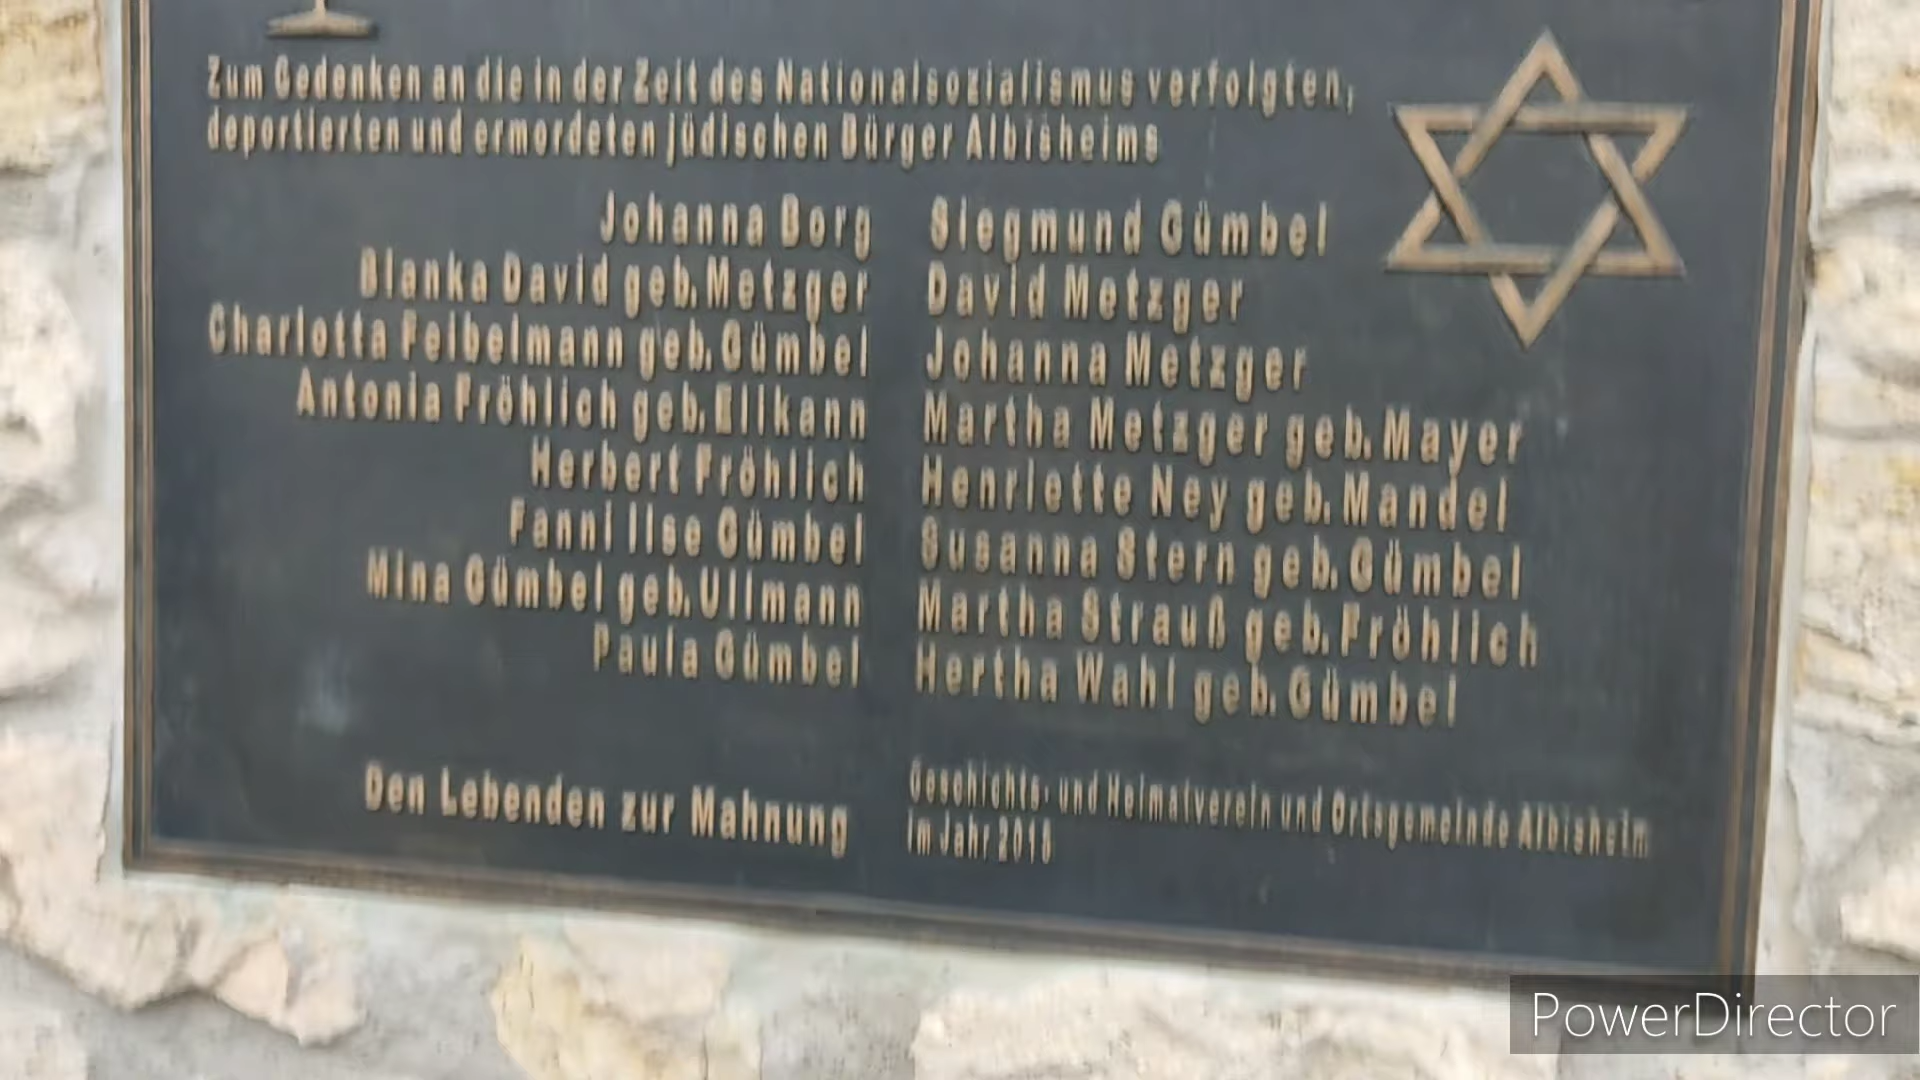 Zum Gedenken an die in der Zeit des Nationalsozialismus verfolgten,
deportierten und ermordeten jüdischen Bürger Albisheims
Johanna Borg
Blanka David geb. Metzger
Charlotta Feibelmann geb. Gümbel
Antonia Fröhlich geb. Elikann
Herbert Fröhlich
Fanni Ilse Gümbel
Mina Gümbel geb. Ullmann
Paula Gümbel
Siegmund Gümbel
David Metzger
Johanna Metzger
Martha Metzger geb. Mayer
Henriette Ney geb. Mandel
Susanna Stern geb. Gümbel
Martha Strauß geb. Fröhlich
Hertha Wahl geb. Gümbel
Den Lebenden zur Mahnung
Geschichts- und Heimatverein und Ortsgemeinde Albisheim
im Jahr
PowerDirector